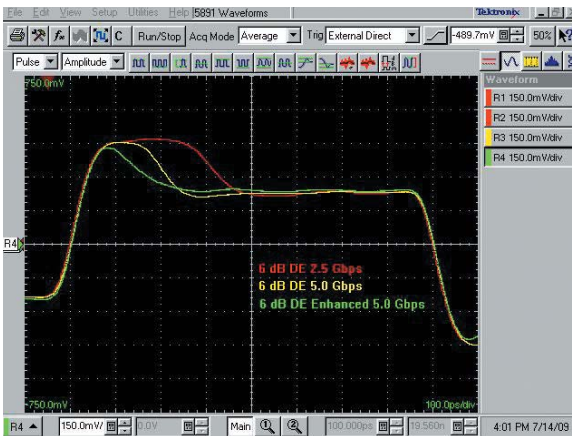 File Edit View Setup Utilities Help |5891 Waveforms Tektronix
C Run/Stop Acq Mode Average Trig External Direct -489.7mV 50%
Pulse Amplitude
750.0mV
Waveform
R1 150.0mV/div
R2 150.0mV/div
R3 150.0mV/div
R4 150.0mV/div
R4
6 dB DE 2.5 Gbps
6 dB DE 5.0 Gbps
6 dB DE Enhanced 5.0 Gbps
-750.0mV 100.0ps/div
R4 150.0mV/ 0.0V Main 1 2 100.000ps 19.560n 4:01 PM 7/14/09